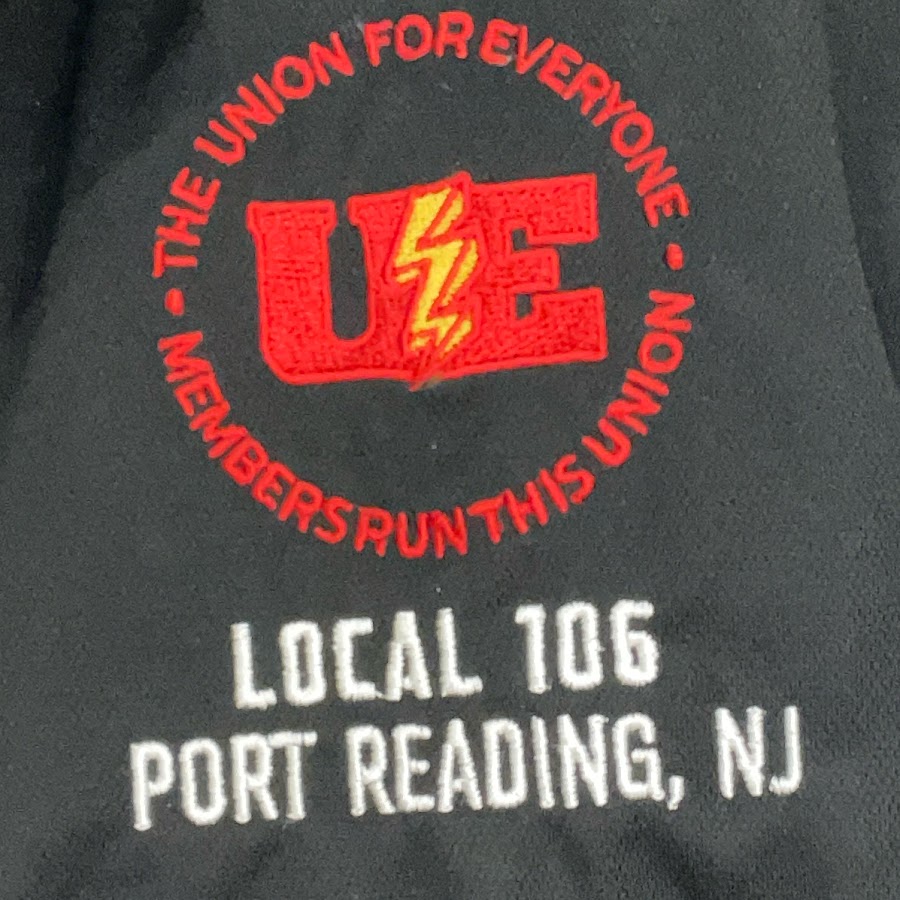 THE UNION FOR EVERYONE
UE
MEMBERS RUN THIS UNION
LOCAL 106
PORT READING, NJ